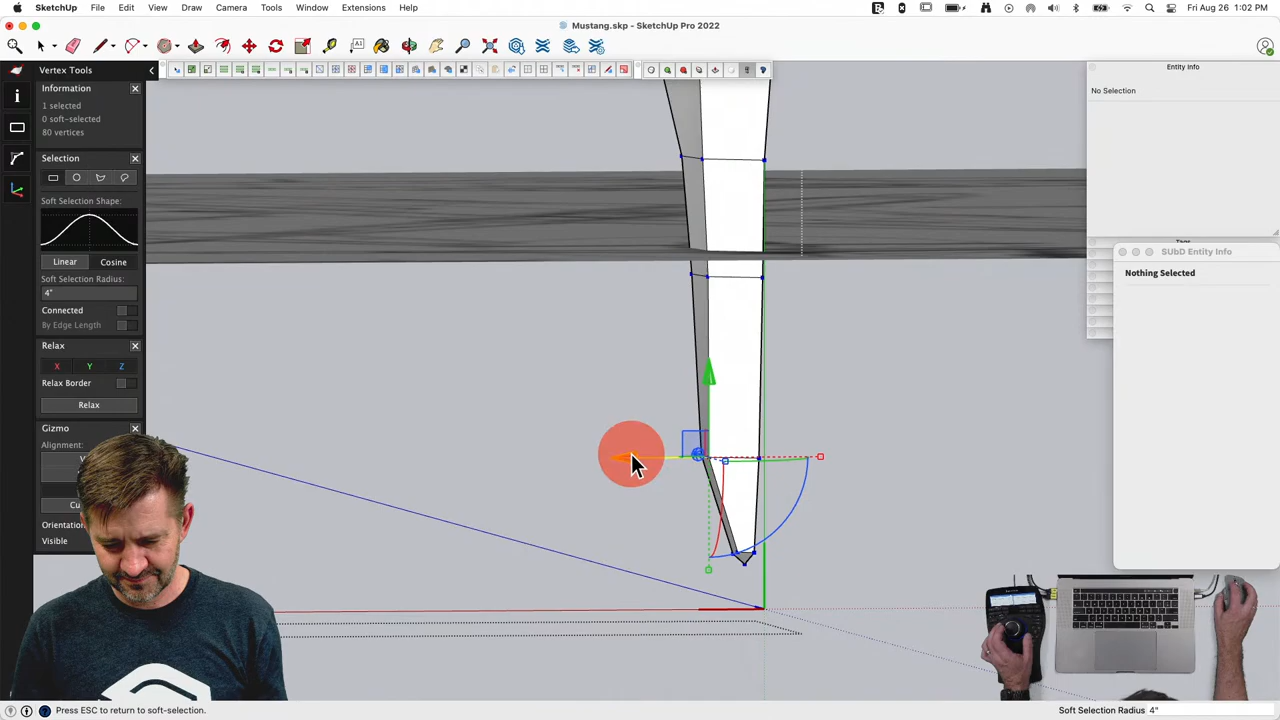 SketchUp File Edit View Draw Camera Tools Window Extensions Help
Fri Aug 26 1:02 PM
Mustang.skp - SketchUp Pro 2022
Vertex Tools
Information
1 selected
0 soft-selected
80 vertices
Selection
Soft Selection Shape:
Linear Cosine
Soft Selection Radius:
4"
Connected
By Edge Length
Relax
X Y Z
Relax Border
Relax
Gizmo
Alignment:
Cu
Orientati
Visible
Entity Info
No Selection
Tags
SUbD Entity Info
Nothing Selected
Press ESC to return to soft-selection.
Soft Selection Radius 4"